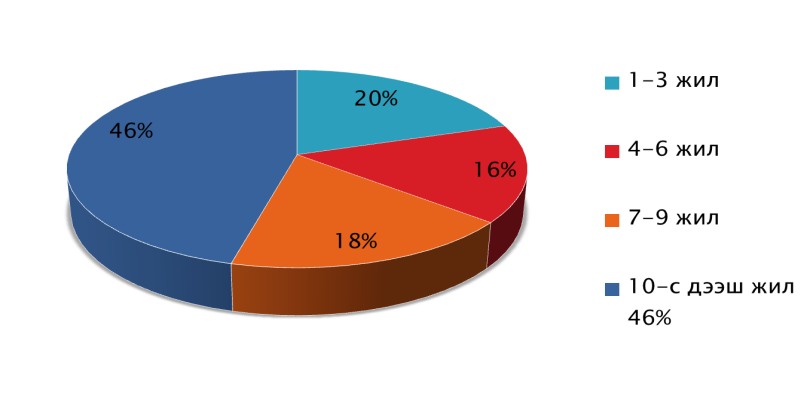 20%
46%
16%
18%
1–3 жил
4–6 жил
7–9 жил
10–с дээш жил
46%